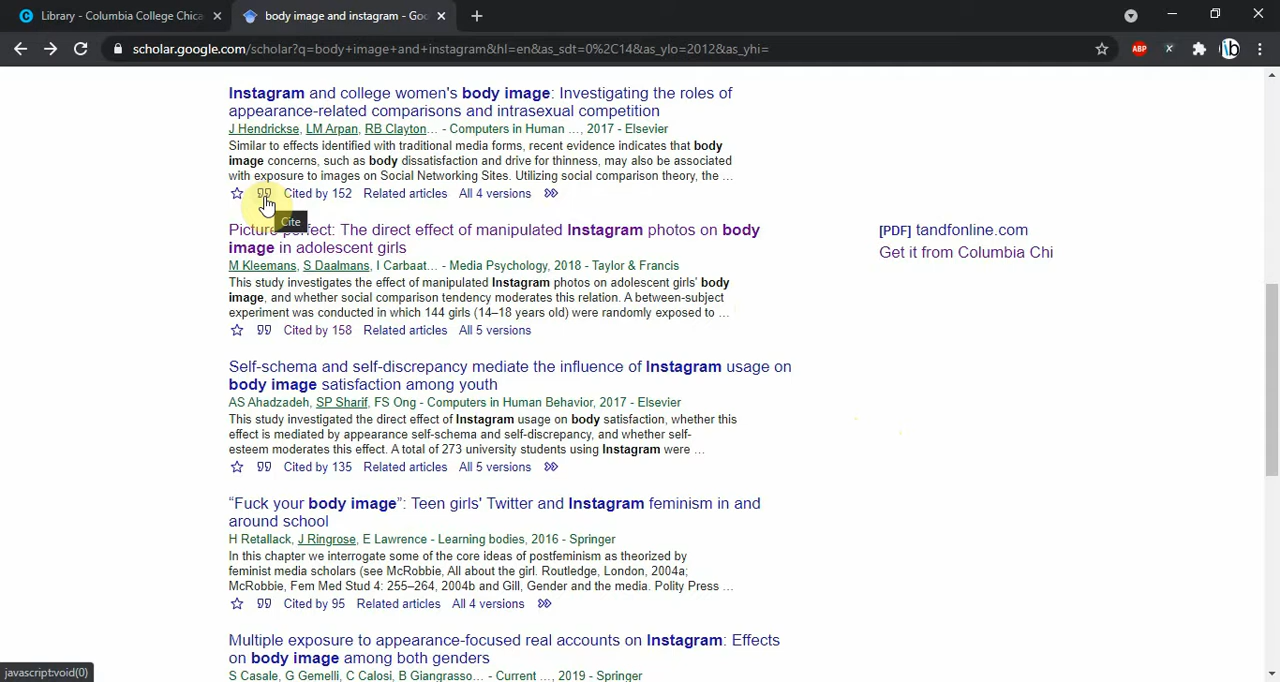 Library - Columbia College Chica
body image and instagram - Goo
scholar.google.com/scholar?q=body+image+and+instagram&hl=en&as_sdt=0%2C14&as_ylo=2012&as_yhi=
ABP
Instagram and college women's body image: Investigating the roles of
appearance-related comparisons and intrasexual competition
J Hendrickse, LM Arpan, RB Clayton… - Computers in Human …, 2017 - Elsevier
Similar to effects identified with traditional media forms, recent evidence indicates that body
image concerns, such as body dissatisfaction and drive for thinness, may also be associated
with exposure to images on Social Networking Sites. Utilizing social comparison theory, the …
Cited by 152 Related articles All 4 versions
Cite
Picture perfect: The direct effect of manipulated Instagram photos on body
image in adolescent girls
M Kleemans, S Daalmans, I Carbaat… - Media Psychology, 2018 - Taylor & Francis
This study investigates the effect of manipulated Instagram photos on adolescent girls' body
image, and whether social comparison tendency moderates this relation. A between-subject
experiment was conducted in which 144 girls (14–18 years old) were randomly exposed to …
Cited by 158 Related articles All 5 versions
[PDF] tandfonline.com
Get it from Columbia Chi
Self-schema and self-discrepancy mediate the influence of Instagram usage on
body image satisfaction among youth
AS Ahadzadeh, SP Sharif, FS Ong - Computers in Human Behavior, 2017 - Elsevier
This study investigated the direct effect of Instagram usage on body satisfaction, whether this
effect is mediated by appearance self-schema and self-discrepancy, and whether self-
esteem moderates this effect. A total of 273 university students using Instagram were …
Cited by 135 Related articles All 5 versions
“Fuck your body image”: Teen girls' Twitter and Instagram feminism in and
around school
H Retallack, J Ringrose, E Lawrence - Learning bodies, 2016 - Springer
In this chapter we interrogate some of the core ideas of postfeminism as theorized by
feminist media scholars (see McRobbie, All about the girl. Routledge, London, 2004a;
McRobbie, Fem Med Stud 4: 255–264, 2004b and Gill, Gender and the media. Polity Press …
Cited by 95 Related articles All 4 versions
Multiple exposure to appearance-focused real accounts on Instagram: Effects
on body image among both genders
S Casale, G Gemelli, C Calosi, B Giangrasso… - Current …, 2019 - Springer
javascript:void(0)